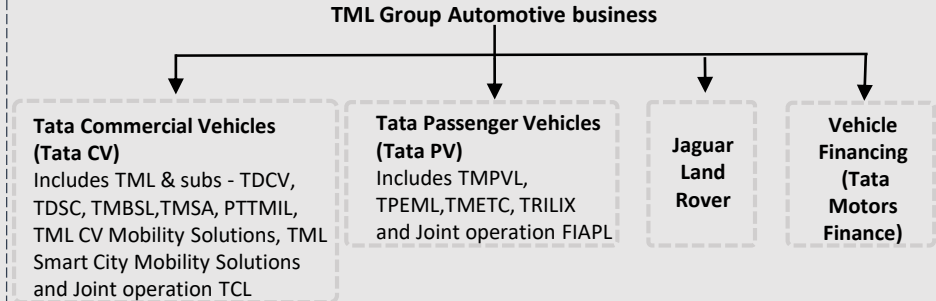 TML Group Automotive business
Tata Commercial Vehicles
(Tata CV)
Includes TML & subs - TDCV,
TDSC, TMBSL,TMSA, PTTMIL,
TML CV Mobility Solutions, TML
Smart City Mobility Solutions
and Joint operation TCL
Tata Passenger Vehicles
(Tata PV)
Includes TMPVL,
TPEML,TMETC, TRILIX
and Joint operation FIAPL
Jaguar
Land
Rover
Vehicle
Financing
(Tata
Motors
Finance)